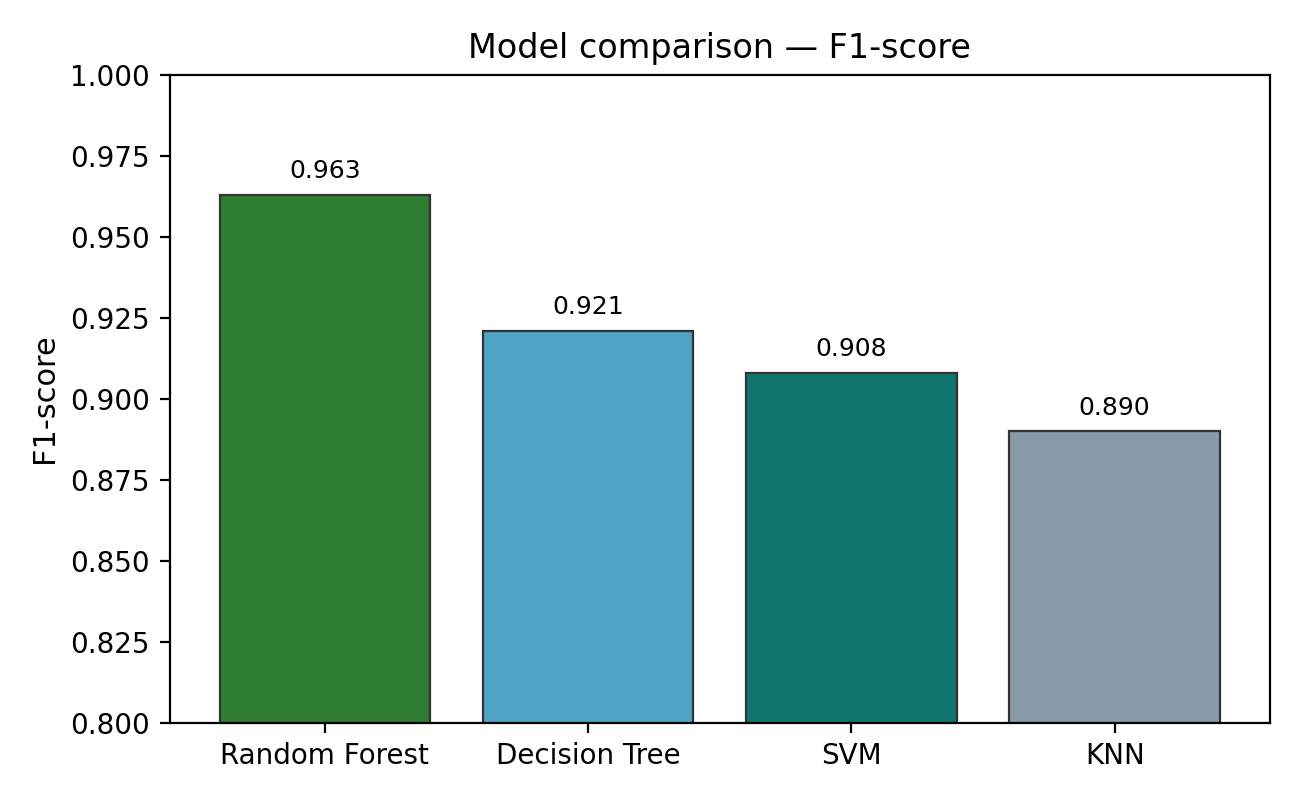 Model comparison — F1-score
F1-score
1.000
0.975
0.950
0.925
0.900
0.875
0.850
0.825
0.800
0.963
0.921
0.908
0.890
Random Forest
Decision Tree
SVM
KNN